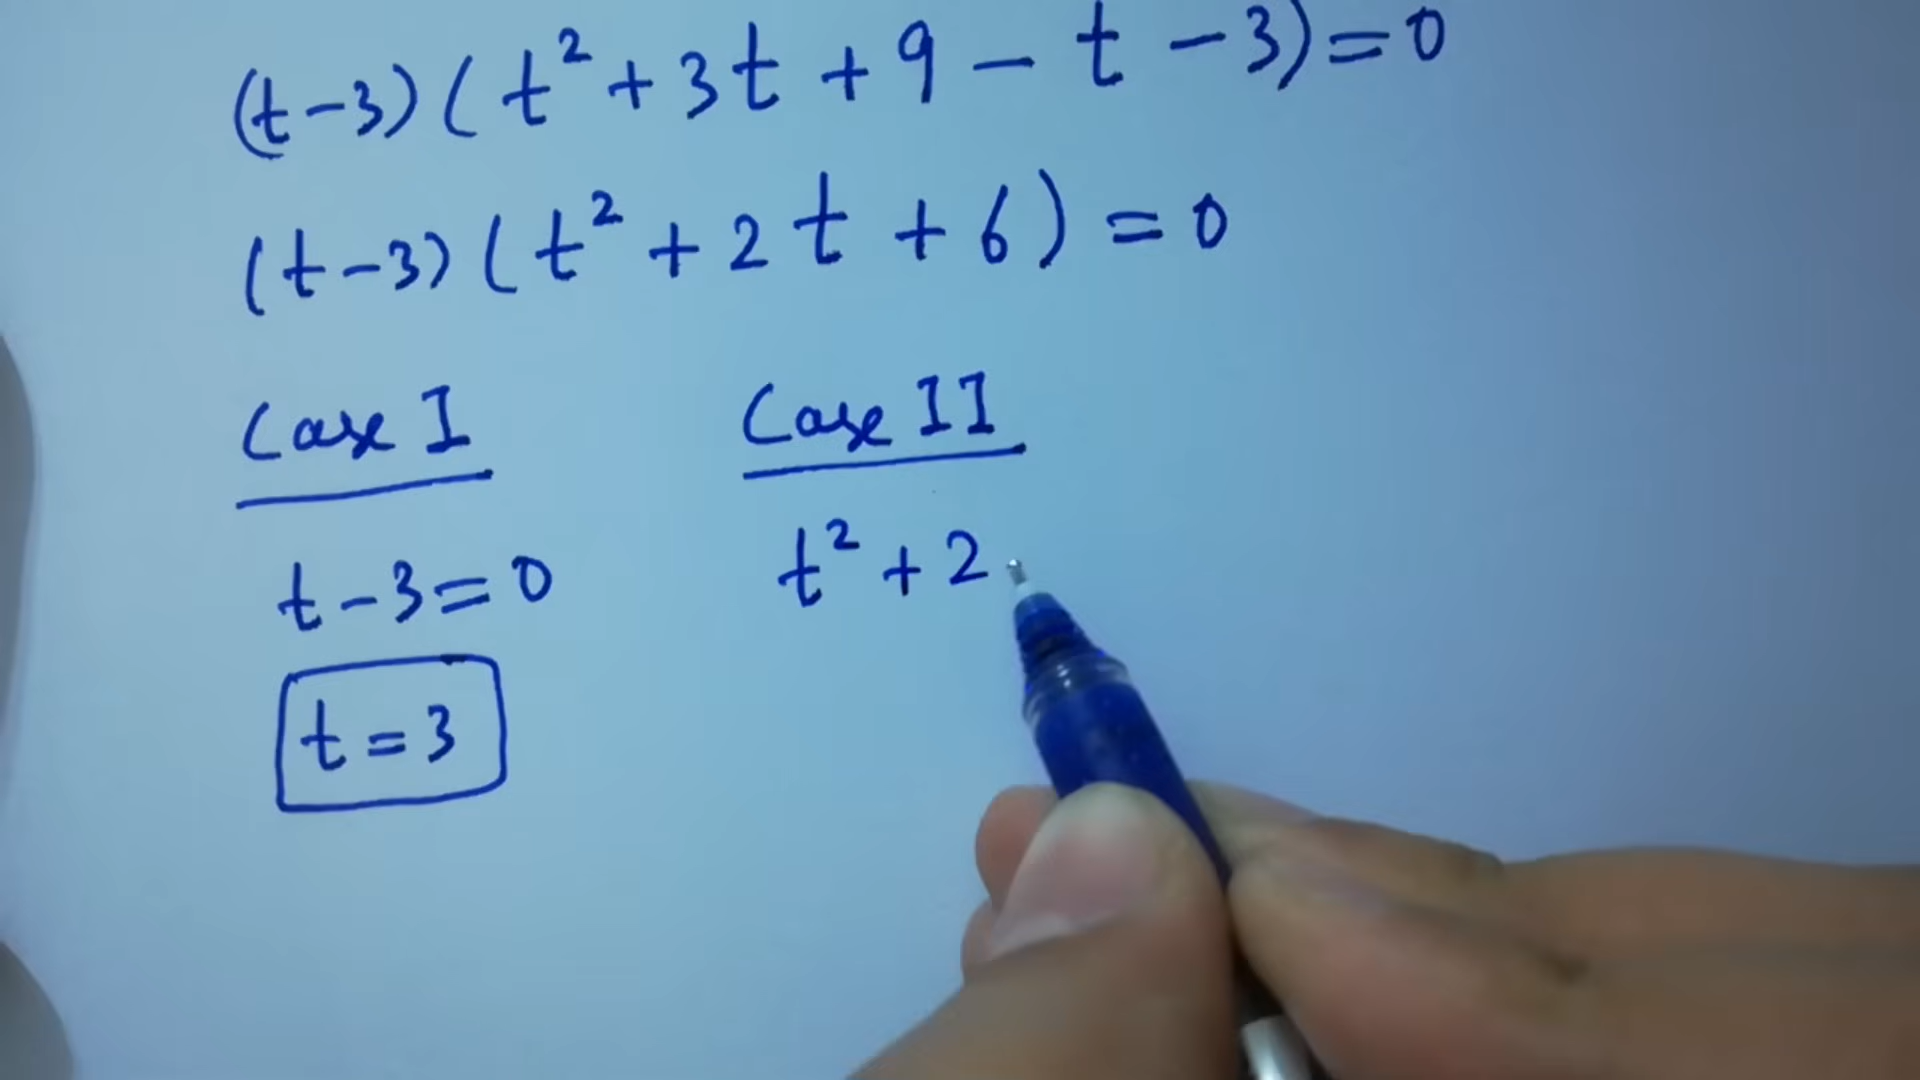 (t-3)(t²+3t+9-t-3)=0
(t-3)(t²+2t+6)=0
Case I
Case II
t-3=0
t²+2
t=3